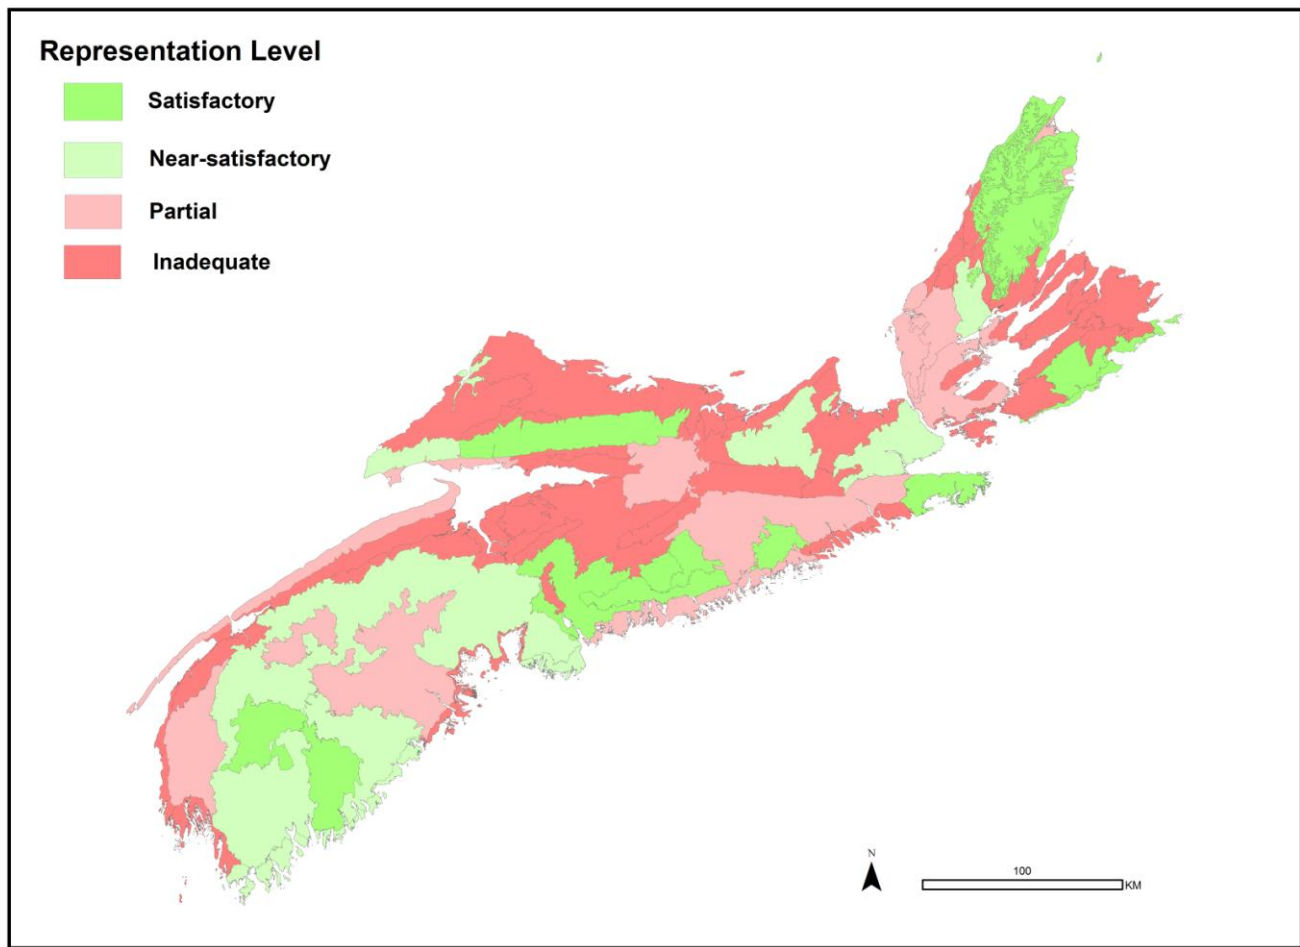 Representation Level
Satisfactory
Near-satisfactory
Partial
Inadequate
N
100
KM